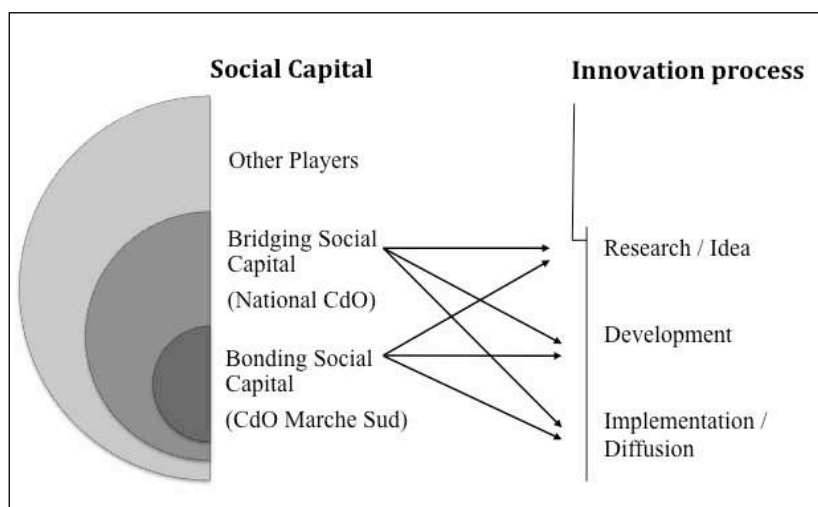 Social Capital
Innovation process
Other Players
Bridging Social
Capital
(National CdO)
Bonding Social
Capital
(CdO Marche Sud)
Research / Idea
Development
Implementation /
Diffusion